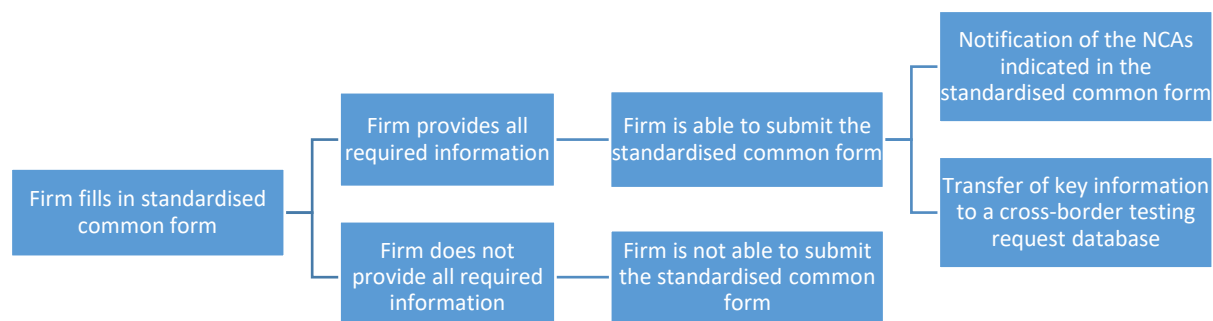 Firm fills in standardised
common form
Firm provides all
required information
Firm does not
provide all required
information
Firm is able to submit the
standardised common form
Firm is not able to submit
the standardised common
form
Notification of the NCAs
indicated in the
standardised common form
Transfer of key information
to a cross-border testing
request database